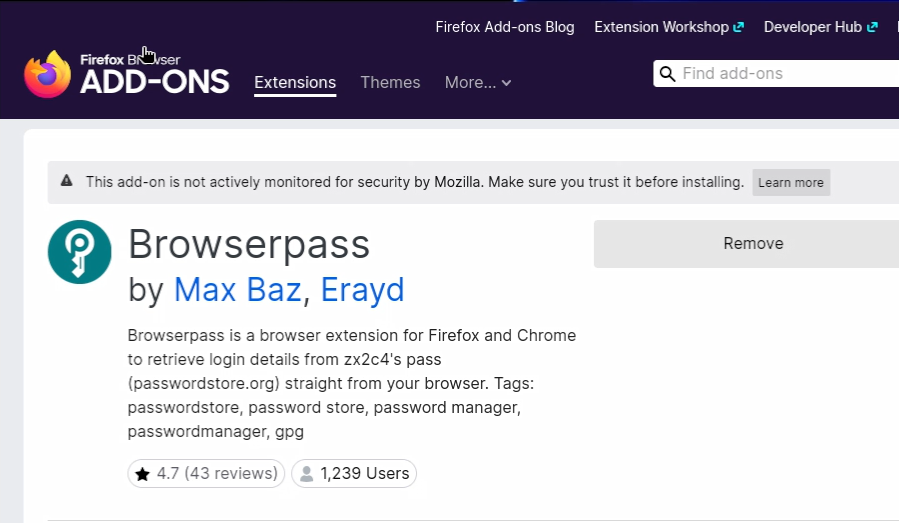 Firefox Add-ons Blog Extension Workshop Developer Hub
Firefox Browser
ADD-ONS Extensions Themes More... Find add-ons
This add-on is not actively monitored for security by Mozilla. Make sure you trust it before installing. Learn more
Browserpass Remove
by Max Baz, Erayd
Browserpass is a browser extension for Firefox and Chrome
to retrieve login details from zx2c4's pass
(passwordstore.org) straight from your browser. Tags:
passwordstore, password store, password manager,
passwordmanager, gpg
4.7 (43 reviews) 1,239 Users